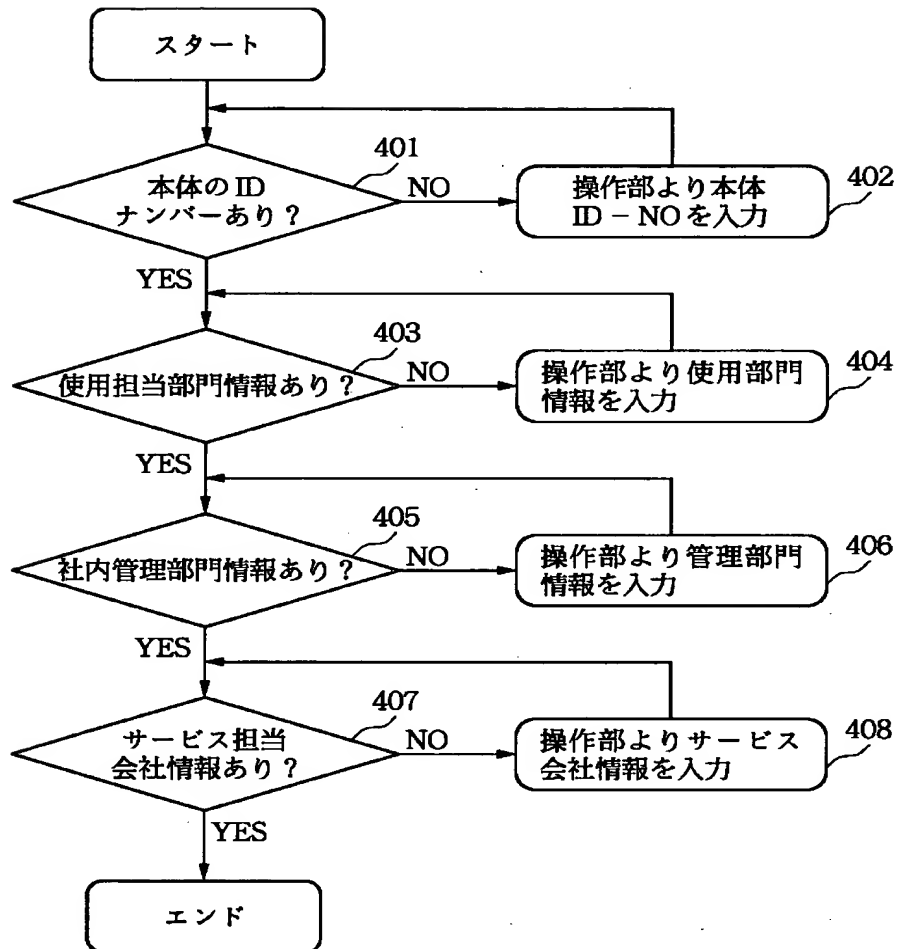 スタート
401
本体のID
ナンバーあり？
NO
操作部より本体
ID－NOを入力
402
YES
403
使用担当部門情報あり？
NO
操作部より使用部門
情報を入力
404
YES
405
社内管理部門情報あり？
NO
操作部より管理部門
情報を入力
406
YES
407
サービス担当
会社情報あり？
NO
操作部よりサービス
会社情報を入力
408
YES
エンド